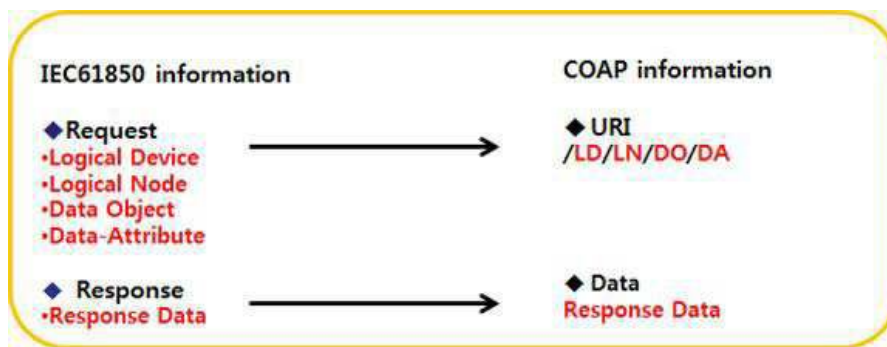 IEC61850 information
◆Request
•Logical Device
•Logical Node
•Data Object
•Data-Attribute
◆ Response
•Response Data
COAP information
◆ URI
/LD/LN/DO/DA
◆ Data
Response Data